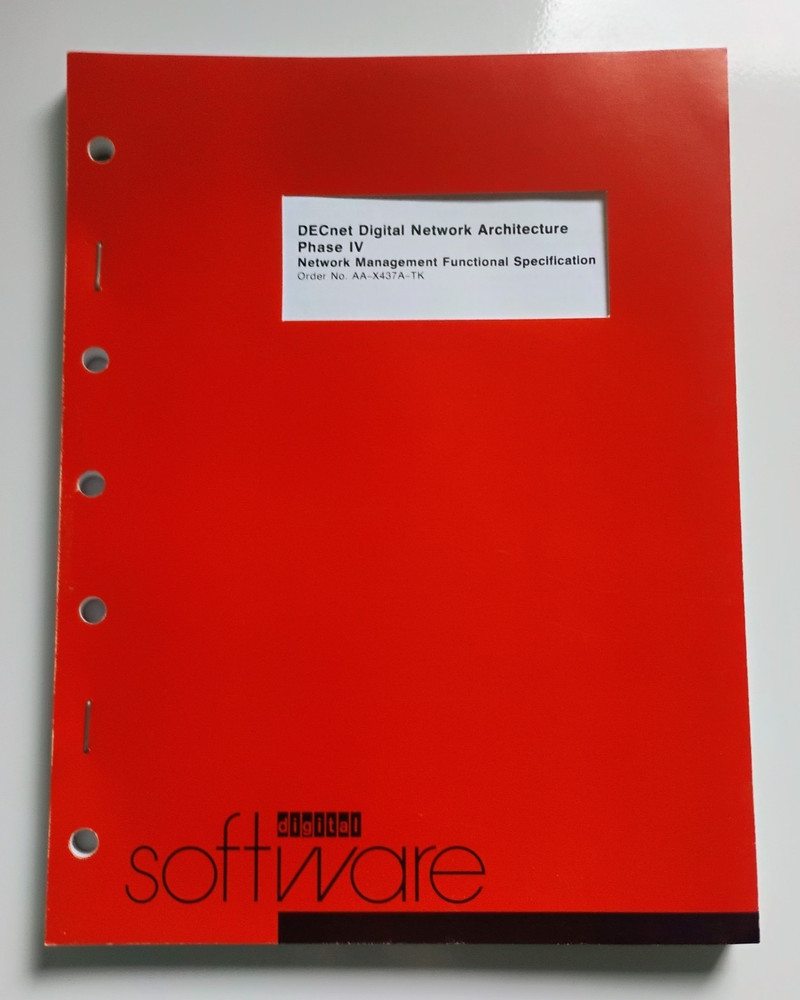 DECnet Digital Network Architecture
Phase IV
Network Management Functional Specification
Order No. AA-X437A-TK
digital
software